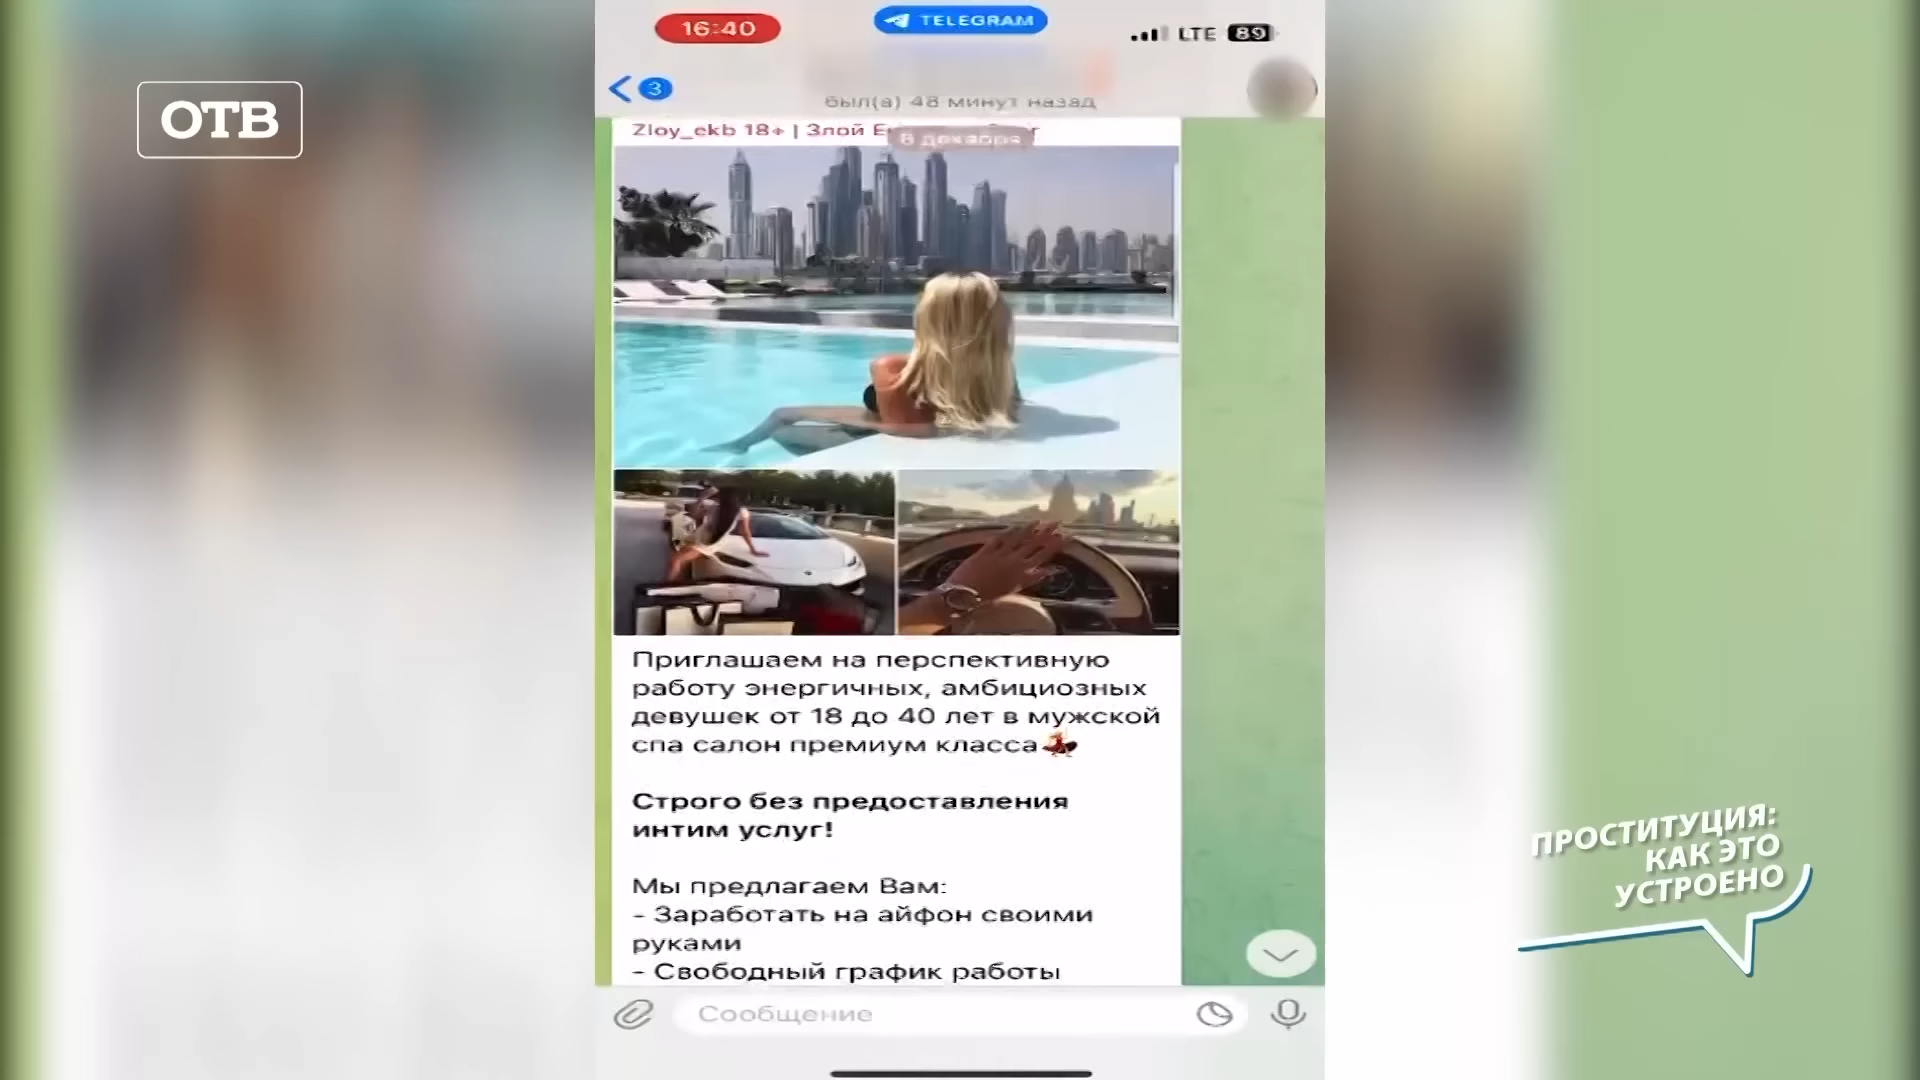 16:40
TELEGRAM
LTE 89
ОТВ
3
был(а) 48 минут назад
Zloy_ekb 18+ | Злой
8 декабря
Приглашаем на перспективную
работу энергичных, амбициозных
девушек от 18 до 40 лет в мужской
спа салон премиум класса
Строго без предоставления
интим услуг!
Мы предлагаем Вам:
- Заработать на айфон своими
руками
- Свободный график работы
Сообщение
ПРОСТИТУЦИЯ:
КАК ЭТО
УСТРОЕНО